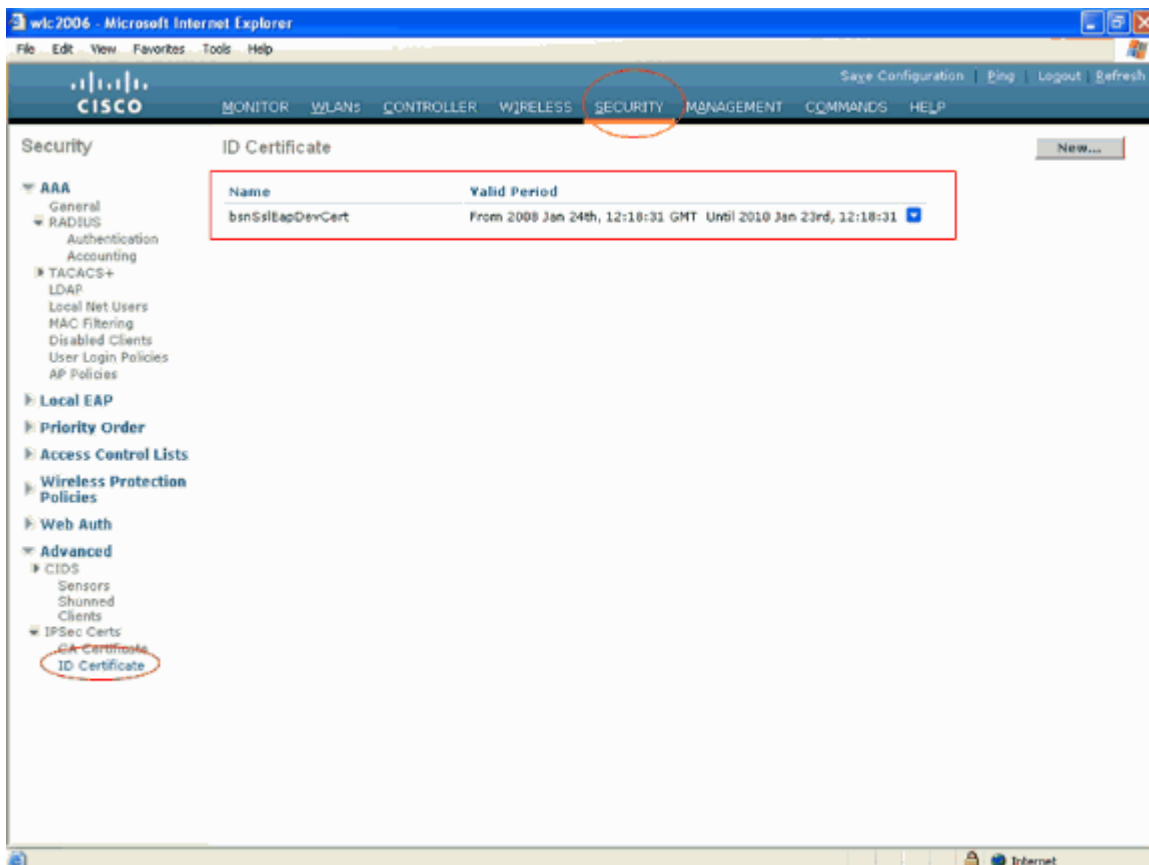 wlc2006 - Microsoft Internet Explorer
File Edit View Favorites Tools Help
Save Configuration | Ping | Logout | Refresh
CISCO
MONITOR WLANs CONTROLLER WIRELESS SECURITY MANAGEMENT COMMANDS HELP
Security
ID Certificate
New...
AAA
General
RADIUS
Authentication
Accounting
TACACS+
LDAP
Local Net Users
MAC Filtering
Disabled Clients
User Login Policies
AP Policies
Local EAP
Priority Order
Access Control Lists
Wireless Protection
Policies
Web Auth
Advanced
CIDS
Sensors
Shunned
Clients
IPSec Certs
CA Certificate
ID Certificate
Name Valid Period
bsnSslEapDevCert From 2008 Jan 24th, 12:18:31 GMT Until 2010 Jan 23rd, 12:18:31
Internet